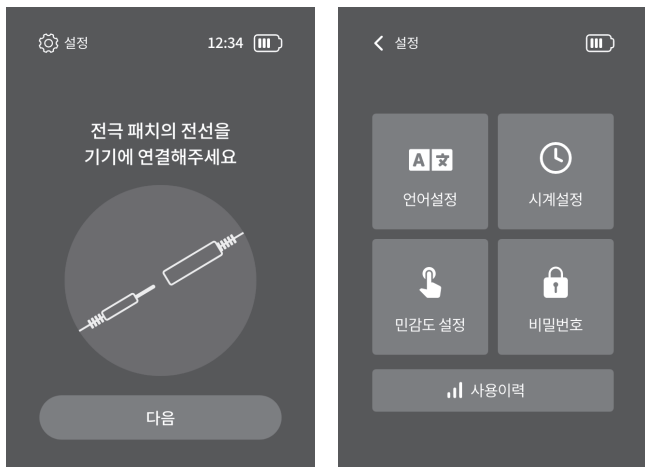 설정 12:34
전극 패치의 전선을
기기에 연결해주세요
다음
설정
A 文
언어설정
시계설정
민감도 설정
비밀번호
사용이력